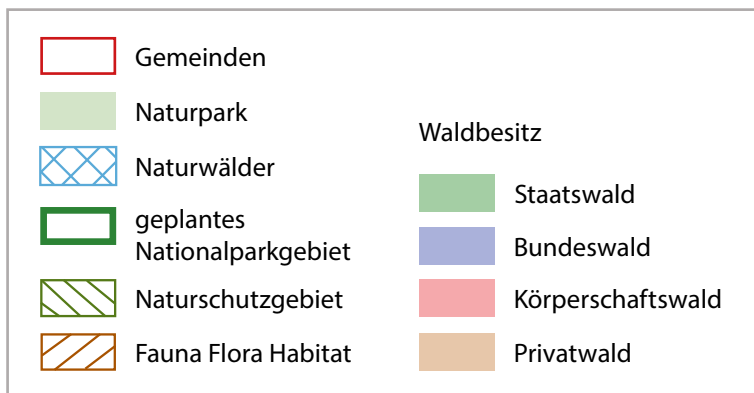 Gemeinden
Naturpark
Naturwälder
geplantes
Nationalparkgebiet
Naturschutzgebiet
Fauna Flora Habitat
Waldbesitz
Staatswald
Bundeswald
Körperschaftswald
Privatwald